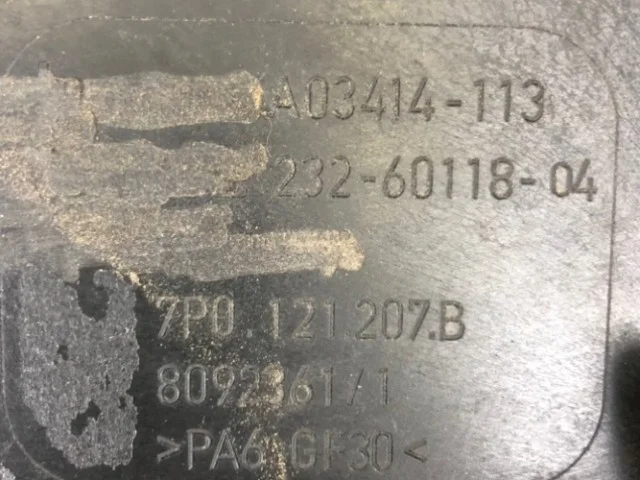 A03414-113
232-60118-04
7P0.121.207.B
8092361/1
>PA6 GF30<